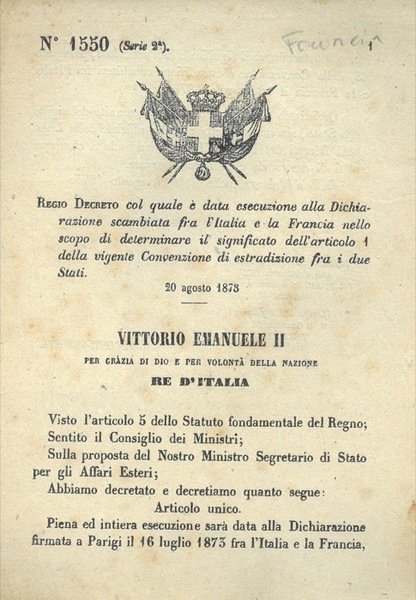 N° 1550 (Serie 2ª).
Francia
1
REGIO DECRETO col quale è data esecuzione alla Dichia-
razione scambiata fra l'Italia e la Francia nello
scopo di determinare il significato dell'articolo 1
della vigente Convenzione di estradizione fra i due
Stati.
20 agosto 1873
VITTORIO EMANUELE II
PER GRÀZIA DI DIO E PER VOLONTÀ DELLA NAZIONE
RE D'ITALIA
Visto l'articolo 5 dello Statuto fondamentale del Regno;
Sentito il Consiglio dei Ministri;
Sulla proposta del Nostro Ministro Segretario di Stato
per gli Affari Esteri;
Abbiamo decretato e decretiamo quanto segue:
Articolo unico.
Piena ed intiera esecuzione sarà data alla Dichiarazione
firmata a Parigi il 16 luglio 1873 fra l'Italia e la Francia,